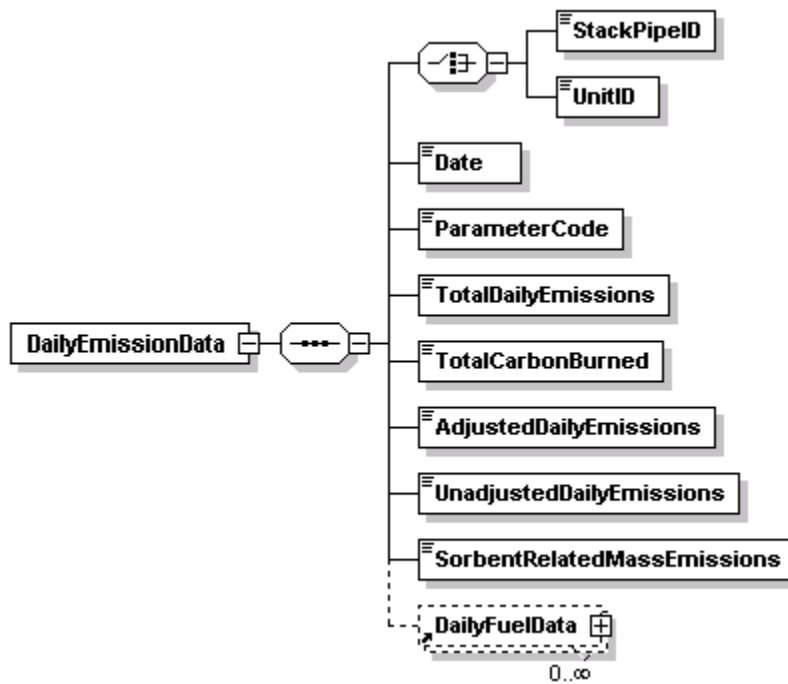 StackPipeID
UnitID
Date
ParameterCode
TotalDailyEmissions
DailyEmissionData
TotalCarbonBurned
AdjustedDailyEmissions
UnadjustedDailyEmissions
SorbentRelatedMassEmissions
DailyFuelData
0..∞